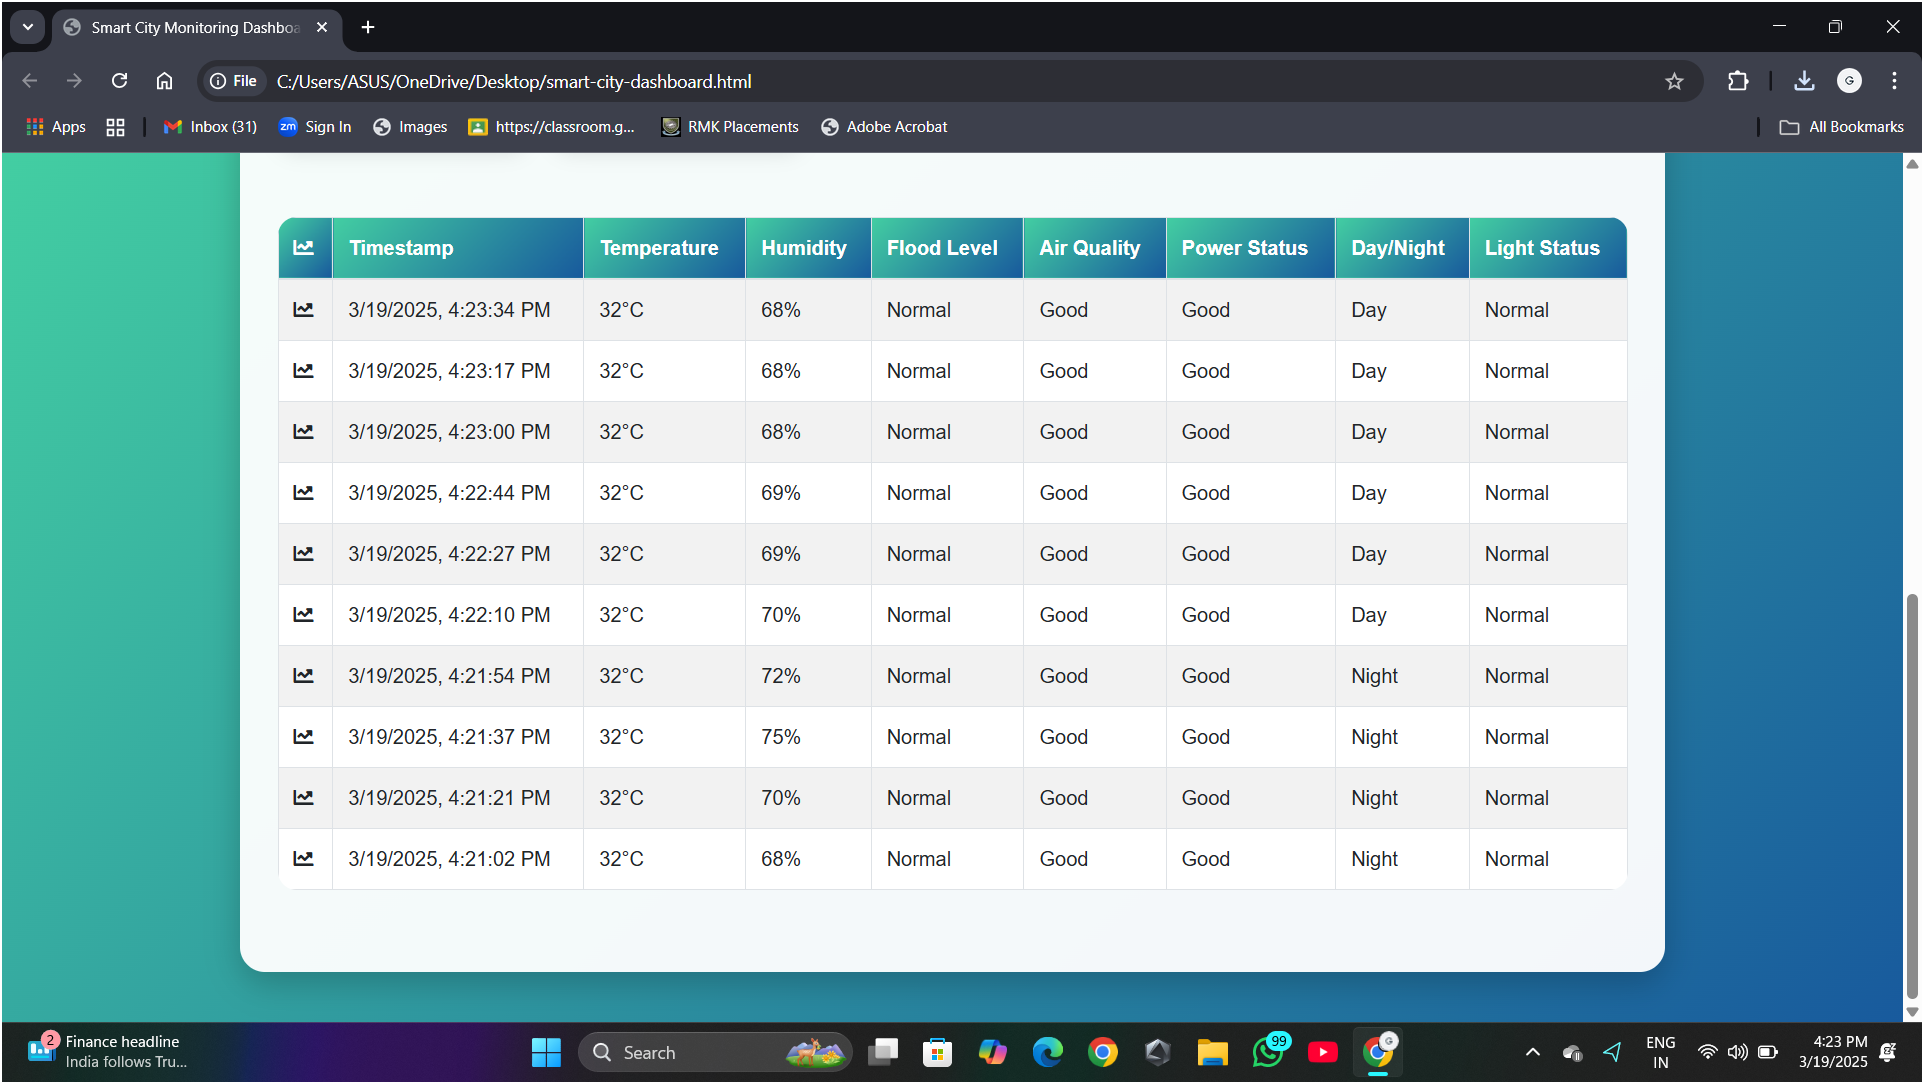 Smart City Monitoring Dashboa
File C:/Users/ASUS/OneDrive/Desktop/smart-city-dashboard.html G
Apps Inbox (31) zm Sign In Images https://classroom.g... RMK Placements Adobe Acrobat All Bookmarks
Timestamp Temperature Humidity Flood Level Air Quality Power Status Day/Night Light Status
3/19/2025, 4:23:34 PM 32°C 68% Normal Good Good Day Normal
3/19/2025, 4:23:17 PM 32°C 68% Normal Good Good Day Normal
3/19/2025, 4:23:00 PM 32°C 68% Normal Good Good Day Normal
3/19/2025, 4:22:44 PM 32°C 69% Normal Good Good Day Normal
3/19/2025, 4:22:27 PM 32°C 69% Normal Good Good Day Normal
3/19/2025, 4:22:10 PM 32°C 70% Normal Good Good Day Normal
3/19/2025, 4:21:54 PM 32°C 72% Normal Good Good Night Normal
3/19/2025, 4:21:37 PM 32°C 75% Normal Good Good Night Normal
3/19/2025, 4:21:21 PM 32°C 70% Normal Good Good Night Normal
3/19/2025, 4:21:02 PM 32°C 68% Normal Good Good Night Normal
2 Finance headline
India follows Tru...
Search
99
G
ENG
IN
4:23 PM
3/19/2025